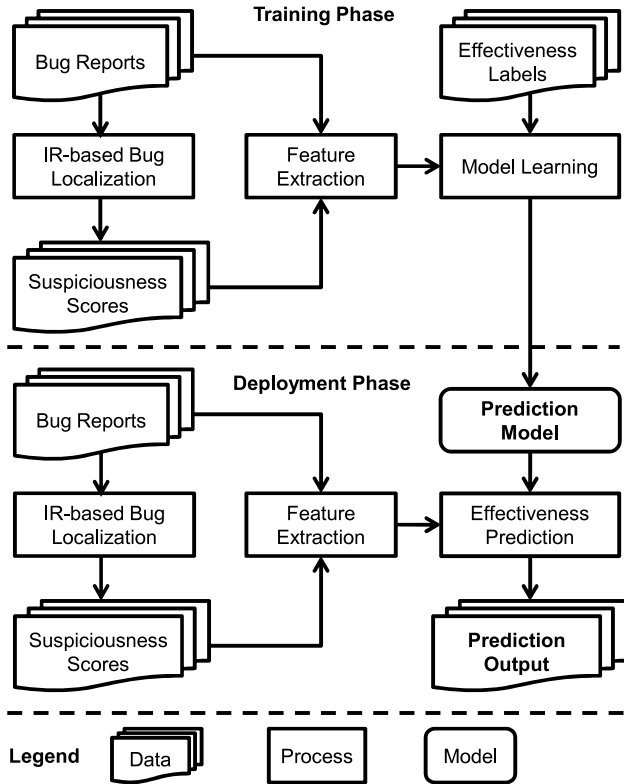 Training Phase
Bug Reports
Effectiveness
Labels
IR-based Bug
Localization
Feature
Extraction
Model Learning
Suspiciousness
Scores
Deployment Phase
Bug Reports
Prediction
Model
IR-based Bug
Localization
Feature
Extraction
Effectiveness
Prediction
Suspiciousness
Scores
Prediction
Output
Legend
Data
Process
Model